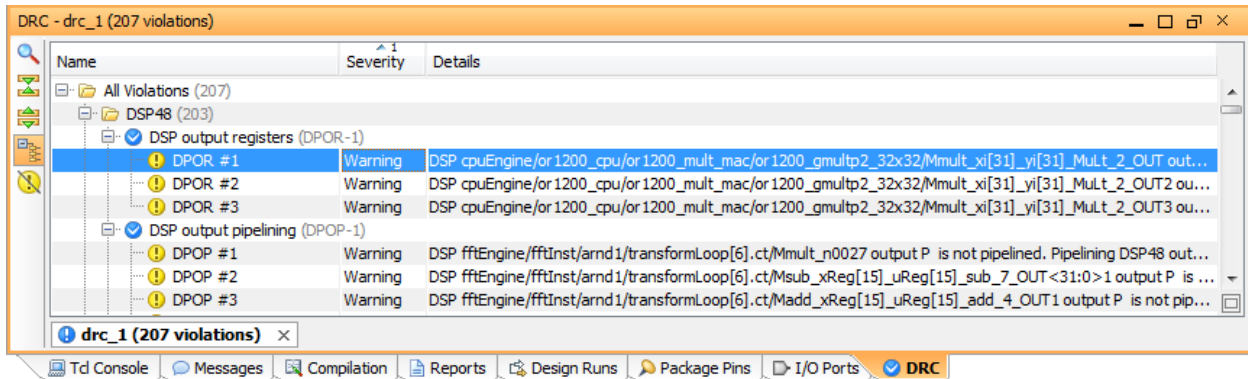 DRC - drc_1 (207 violations)
Name 1 Severity Details
All Violations (207)
DSP48 (203)
DSP output registers (DPOR-1)
DPOR #1 Warning DSP cpuEngine/or1200_cpu/or1200_mult_mac/or1200_gmultp2_32x32/Mmult_xi[31]_yi[31]_MuLt_2_OUT out...
DPOR #2 Warning DSP cpuEngine/or1200_cpu/or1200_mult_mac/or1200_gmultp2_32x32/Mmult_xi[31]_yi[31]_MuLt_2_OUT2 ou...
DPOR #3 Warning DSP cpuEngine/or1200_cpu/or1200_mult_mac/or1200_gmultp2_32x32/Mmult_xi[31]_yi[31]_MuLt_2_OUT3 ou...
DSP output pipelining (DPOP-1)
DPOP #1 Warning DSP fftEngine/fftInst/arnd1/transformLoop[6].ct/Mmult_n0027 output P is not pipelined. Pipelining DSP48 out...
DPOP #2 Warning DSP fftEngine/fftInst/arnd1/transformLoop[6].ct/Msub_xReg[15]_uReg[15]_sub_7_OUT<31:0>1 output P is ...
DPOP #3 Warning DSP fftEngine/fftInst/arnd1/transformLoop[6].ct/Madd_xReg[15]_uReg[15]_add_4_OUT1 output P is not pip...
drc_1 (207 violations)
Tcl Console Messages Compilation Reports Design Runs Package Pins I/O Ports DRC